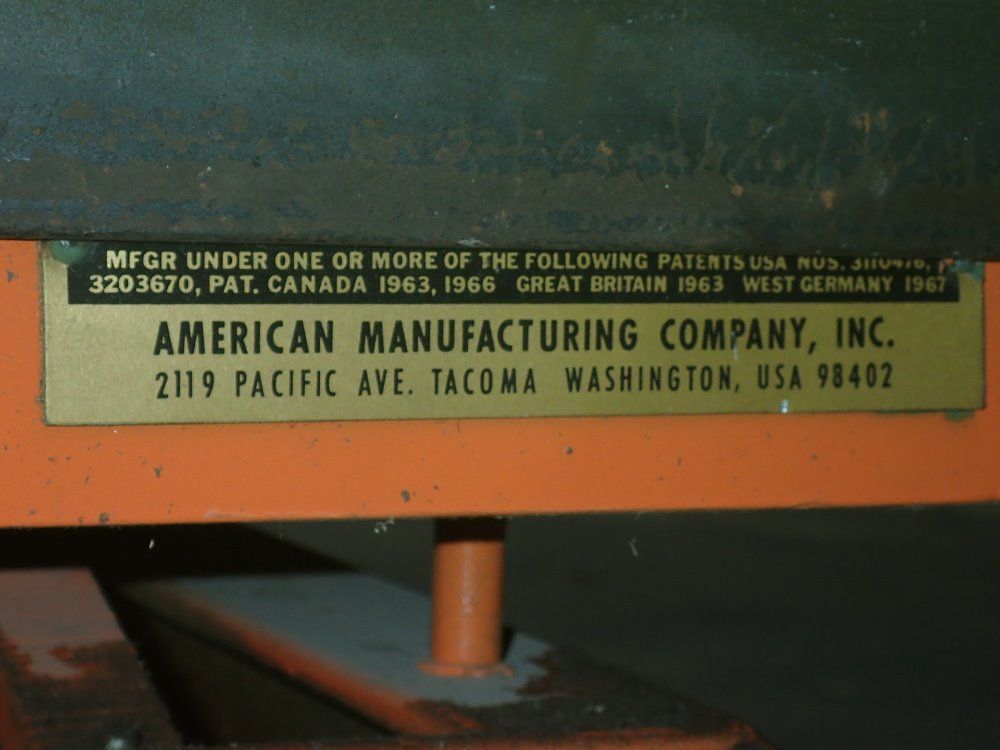 MFGR UNDER ONE OR MORE OF THE FOLLOWING PATENTS USA NOS. 3110476,
3203670, PAT. CANADA 1963, 1966 GREAT BRITAIN 1963 WEST GERMANY 1967
AMERICAN MANUFACTURING COMPANY, INC.
2119 PACIFIC AVE. TACOMA WASHINGTON, USA 98402